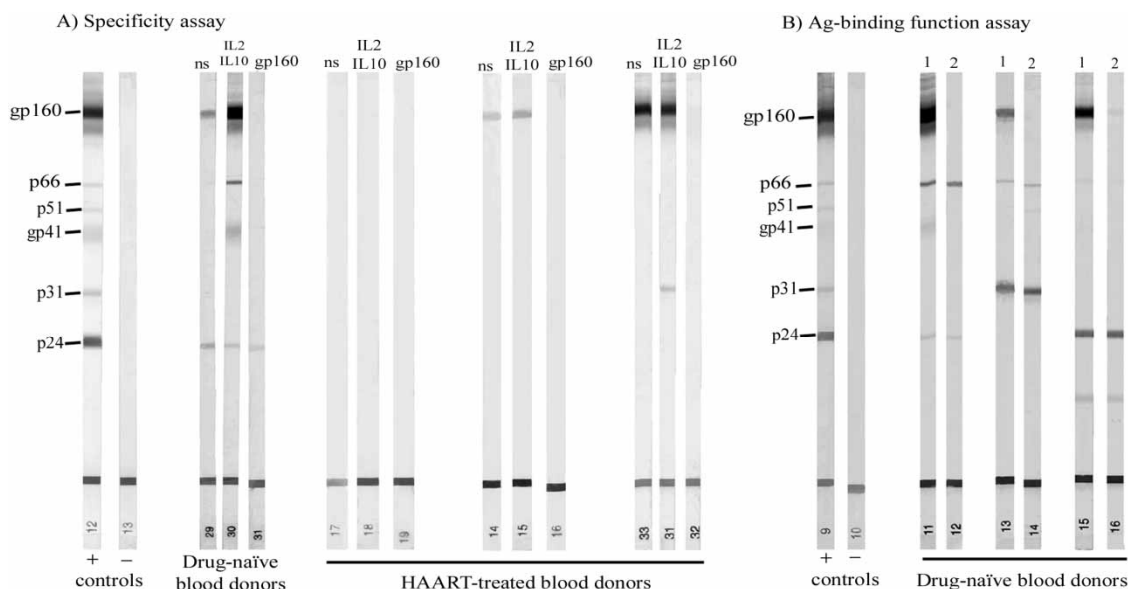 A) Specificity assay
B) Ag-binding function assay
IL2 IL2 IL2 IL2
ns IL10 gp160 ns IL10 gp160 ns IL10 gp160 ns IL10 gp160
1 2 1 2 1 2
gp160
p66
p51
gp41
p31
p24
gp160
p66
p51
gp41
p31
p24
12 13 29 30 31 17 18 19 14 15 16 33 31 32
9 10 11 12 13 14 15 16
+ −
controls
Drug-naïve
blood donors
HAART-treated blood donors
+ −
controls
Drug-naïve blood donors